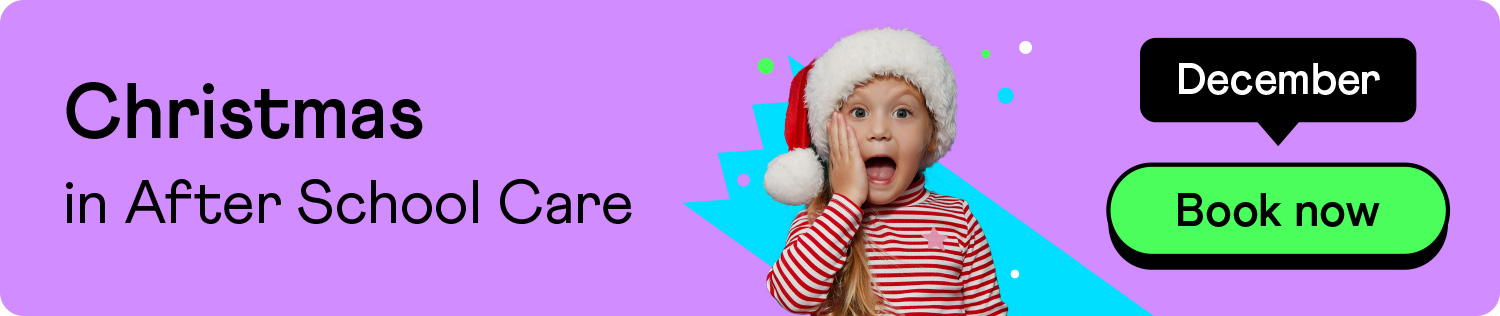 Christmas
in After School Care
December
Book now